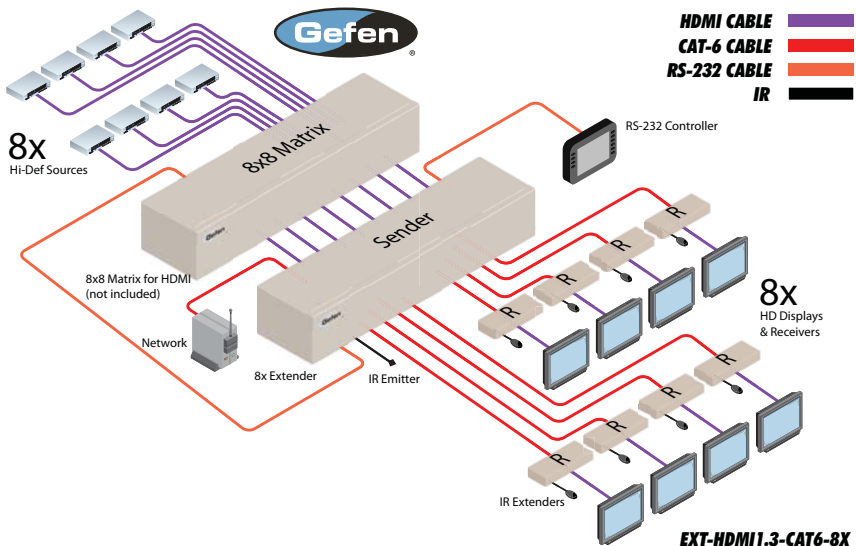 Gefen
®
HDMI CABLE
CAT-6 CABLE
RS-232 CABLE
IR
8x
Hi-Def Sources
8x8 Matrix
RS-232 Controller
Gefen
Sender
R
R
R
R
8x8 Matrix for HDMI
(not included)
8x
HD Displays
& Receivers
Gefen
Network
8x Extender
IR Emitter
R
R
R
R
IR Extenders
EXT-HDMI1.3-CAT6-8X